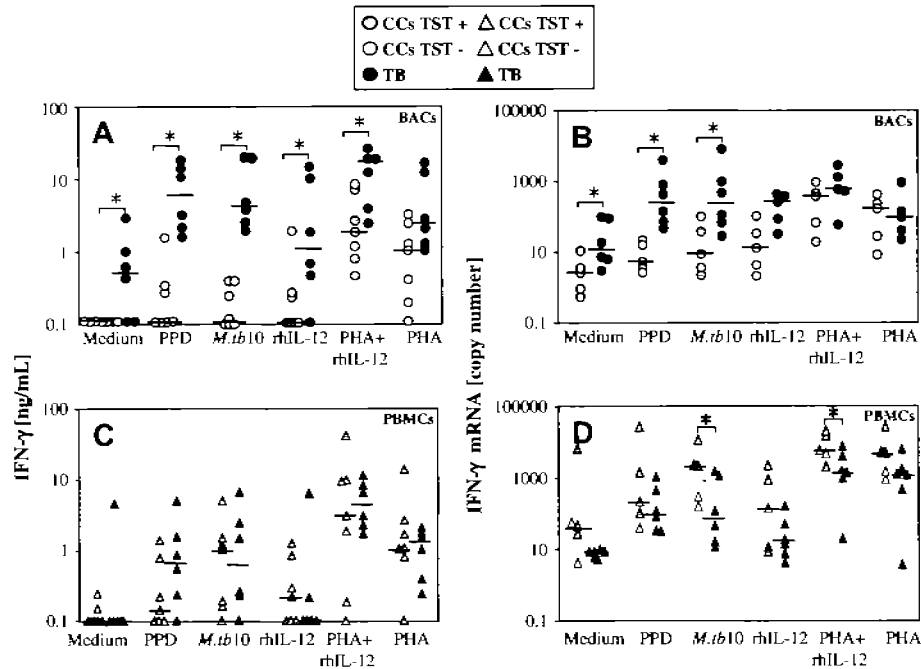 CCs TST + CCs TST +
CCs TST - CCs TST -
TB TB
A
BACs
100
10
1
0.1
* * * * *
Medium PPD M.tb10 rhIL-12 PHA+ rhIL-12 PHA
B
BACs
100000
1000
10
0.1
* * *
Medium PPD M.tb10 rhIL-12 PHA+ rhIL-12 PHA
IFN-γ [ng/mL]
IFN-γ mRNA [copy number]
C
PBMCs
100
10
1
0.1
Medium PPD M.tb10 rhIL-12 PHA+ rhIL-12 PHA
D
PBMCs
100000
1000
10
0.1
* *
Medium PPD M.tb10 rhIL-12 PHA+ rhIL-12 PHA